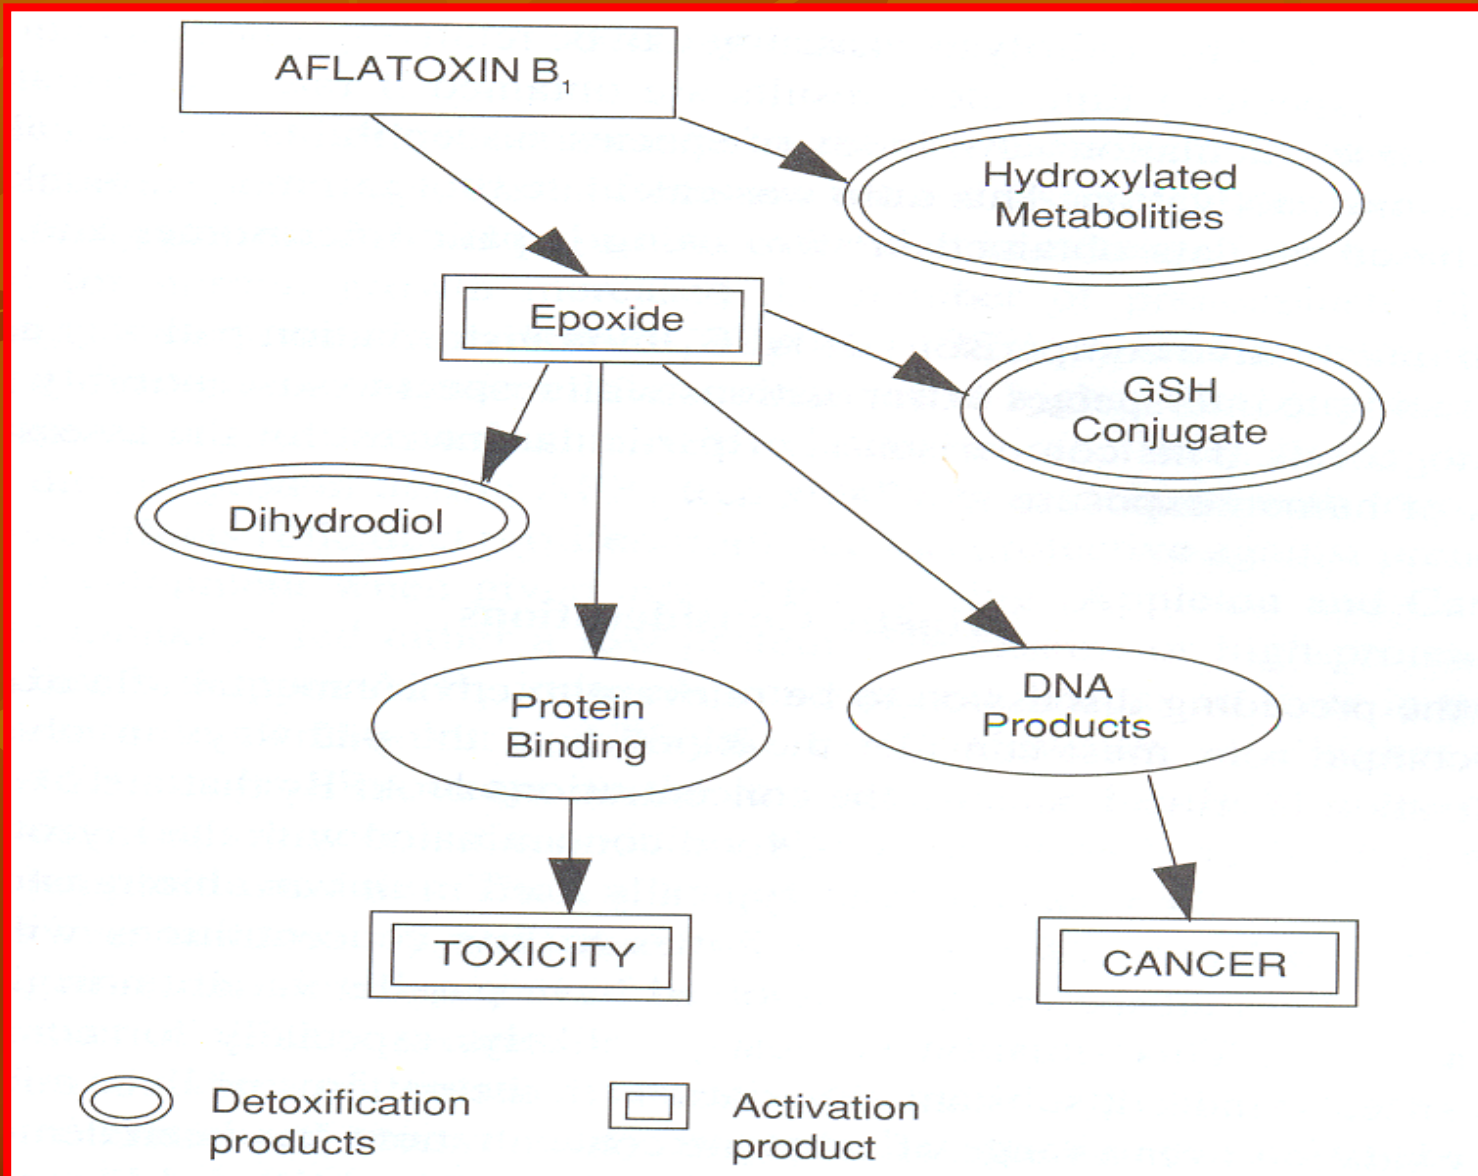 AFLATOXIN B1
Hydroxylated
Metabolities
Epoxide
GSH
Conjugate
Dihydrodiol
Protein
Binding
DNA
Products
TOXICITY
CANCER
Detoxification
products
Activation
product